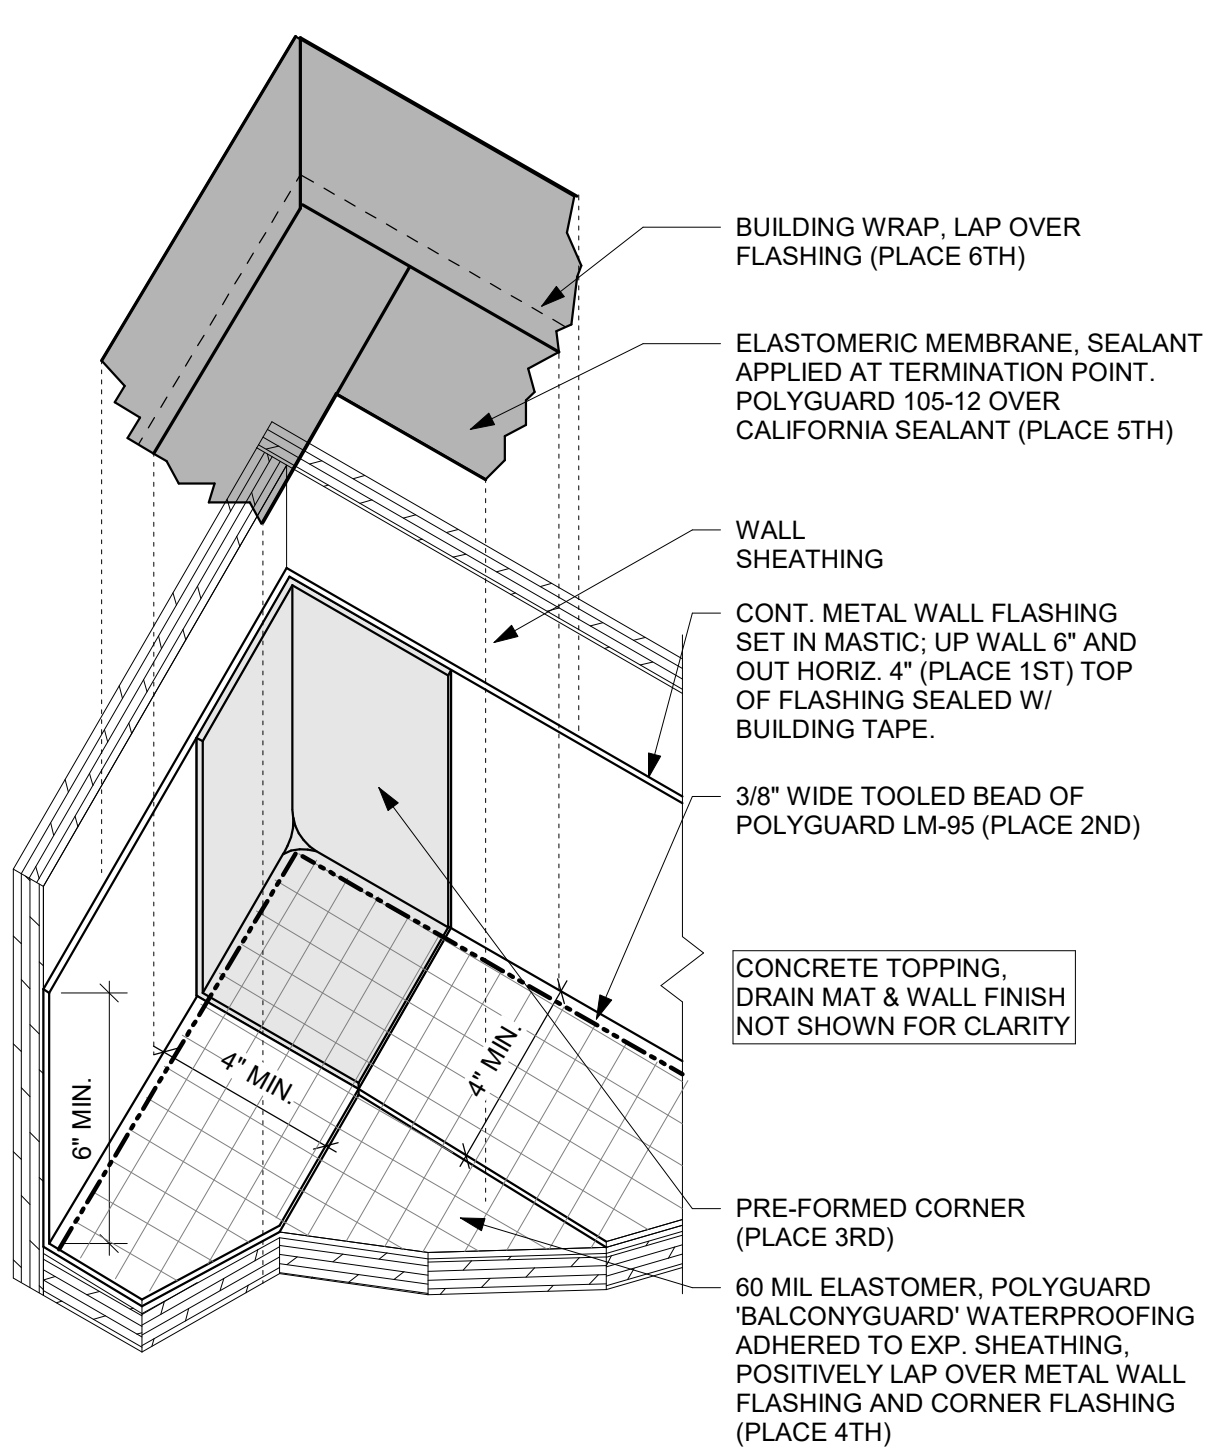 BUILDING WRAP, LAP OVER
FLASHING (PLACE 6TH)
ELASTOMERIC MEMBRANE, SEALANT
APPLIED AT TERMINATION POINT.
POLYGUARD 105-12 OVER
CALIFORNIA SEALANT (PLACE 5TH)
WALL
SHEATHING
CONT. METAL WALL FLASHING
SET IN MASTIC; UP WALL 6" AND
OUT HORIZ. 4" (PLACE 1ST) TOP
OF FLASHING SEALED W/
BUILDING TAPE.
3/8" WIDE TOOLED BEAD OF
POLYGUARD LM-95 (PLACE 2ND)
CONCRETE TOPPING,
DRAIN MAT & WALL FINISH
NOT SHOWN FOR CLARITY
4" MIN.
4" MIN.
6" MIN.
PRE-FORMED CORNER
(PLACE 3RD)
60 MIL ELASTOMER, POLYGUARD
'BALCONYGUARD' WATERPROOFING
ADHERED TO EXP. SHEATHING,
POSITIVELY LAP OVER METAL WALL
FLASHING AND CORNER FLASHING
(PLACE 4TH)